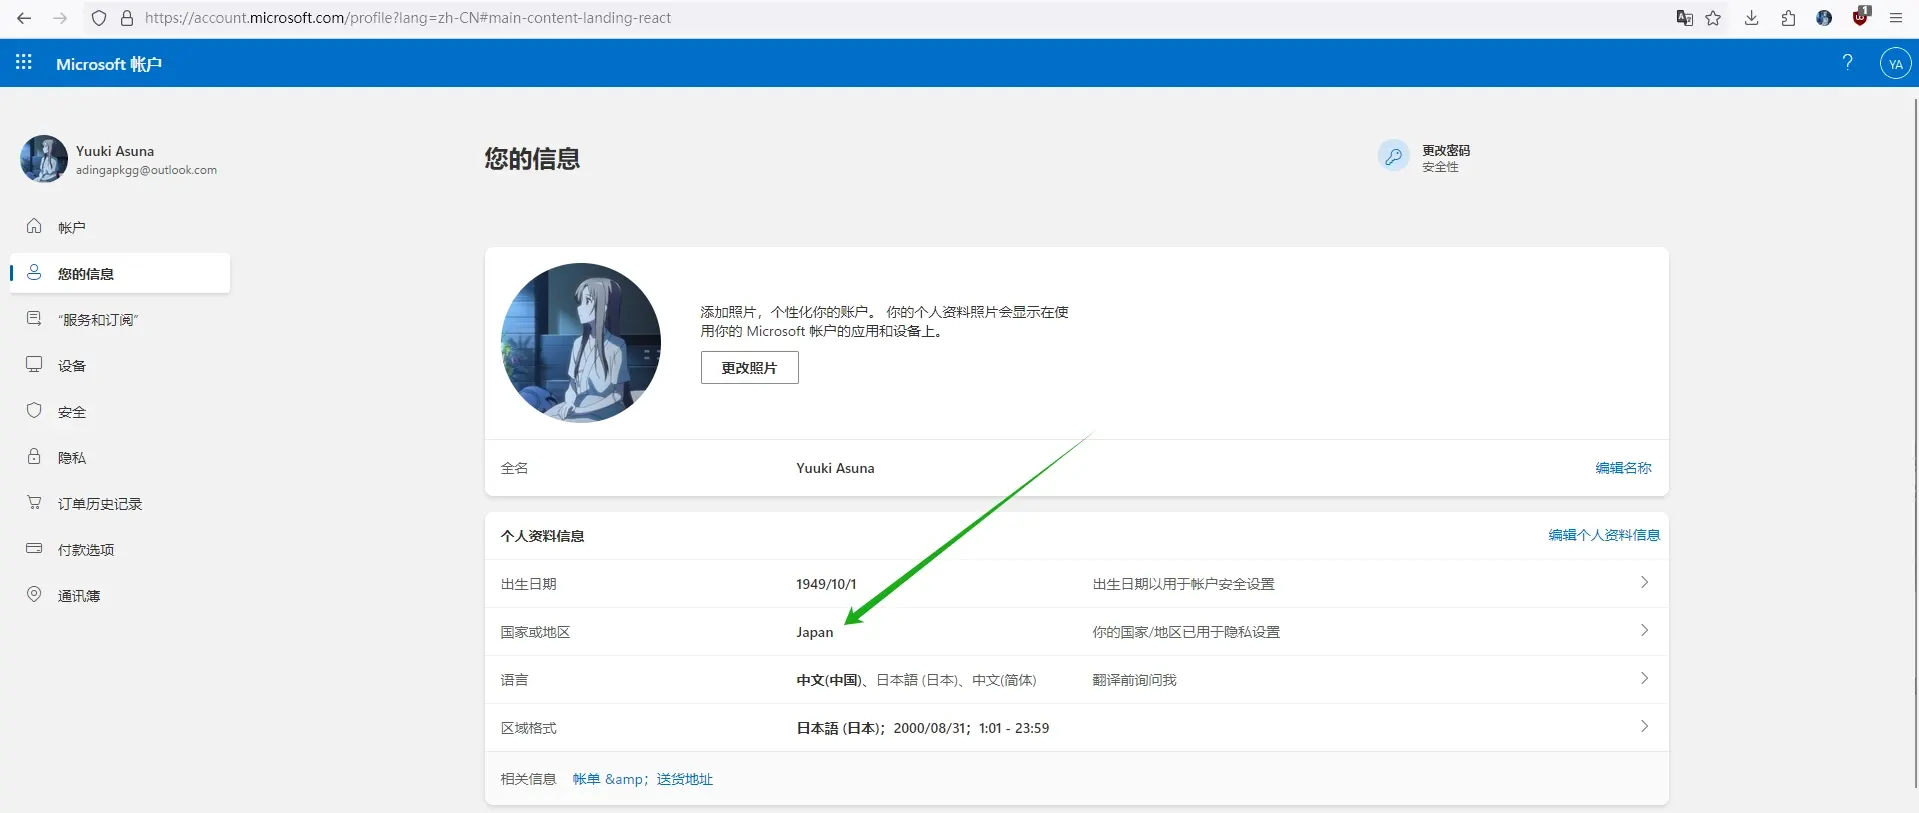 https://account.microsoft.com/profile?lang=zh-CN#main-content-landing-react
1
Microsoft 帐户
?
YA
Yuuki Asuna
adingapkgg@outlook.com
帐户
您的信息
“服务和订阅”
设备
安全
隐私
订单历史记录
付款选项
通讯簿
您的信息
更改密码
安全性
添加照片，个性化你的账户。 你的个人资料照片会显示在使
用你的 Microsoft 帐户的应用和设备上。
更改照片
全名 Yuuki Asuna 编辑名称
个人资料信息 编辑个人资料信息
出生日期 1949/10/1 出生日期以用于帐户安全设置
国家或地区 Japan 你的国家/地区已用于隐私设置
语言 中文(中国)、日本語 (日本)、中文(简体) 翻译前询问我
区域格式 日本語 (日本)；2000/08/31；1:01 - 23:59
相关信息 帐单 &amp；送货地址